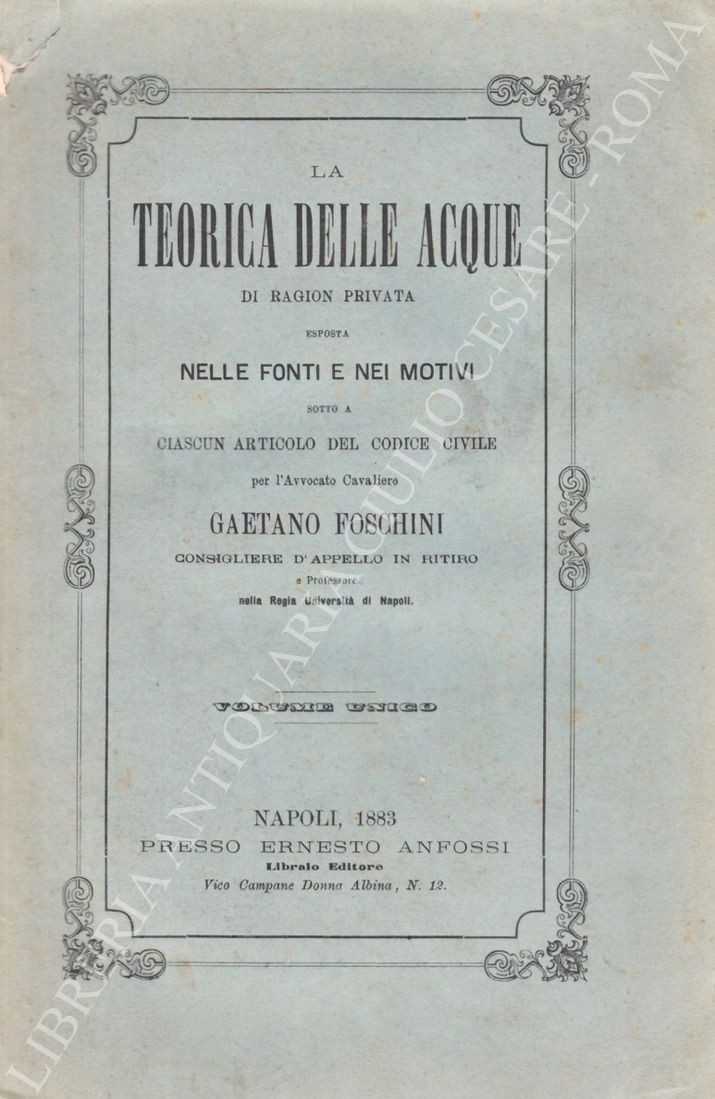 LA
TEORICA DELLE ACQUE
DI RAGION PRIVATA
ESPOSTA
NELLE FONTI E NEI MOTIVI
SOTTO A
CIASCUN ARTICOLO DEL CODICE CIVILE
per l'Avvocato Cavaliere
GAETANO FOSCHINI
CONSIGLIERE D'APPELLO IN RITIRO
e Professore
nella Regia Università di Napoli.
VOLUME UNICO
NAPOLI, 1883
PRESSO ERNESTO ANFOSSI
Libraio Editore
Vico Campane Donna Albina, N. 12.
LIBRERIA ANTIQUARIA GIULIO CESARE - ROMA